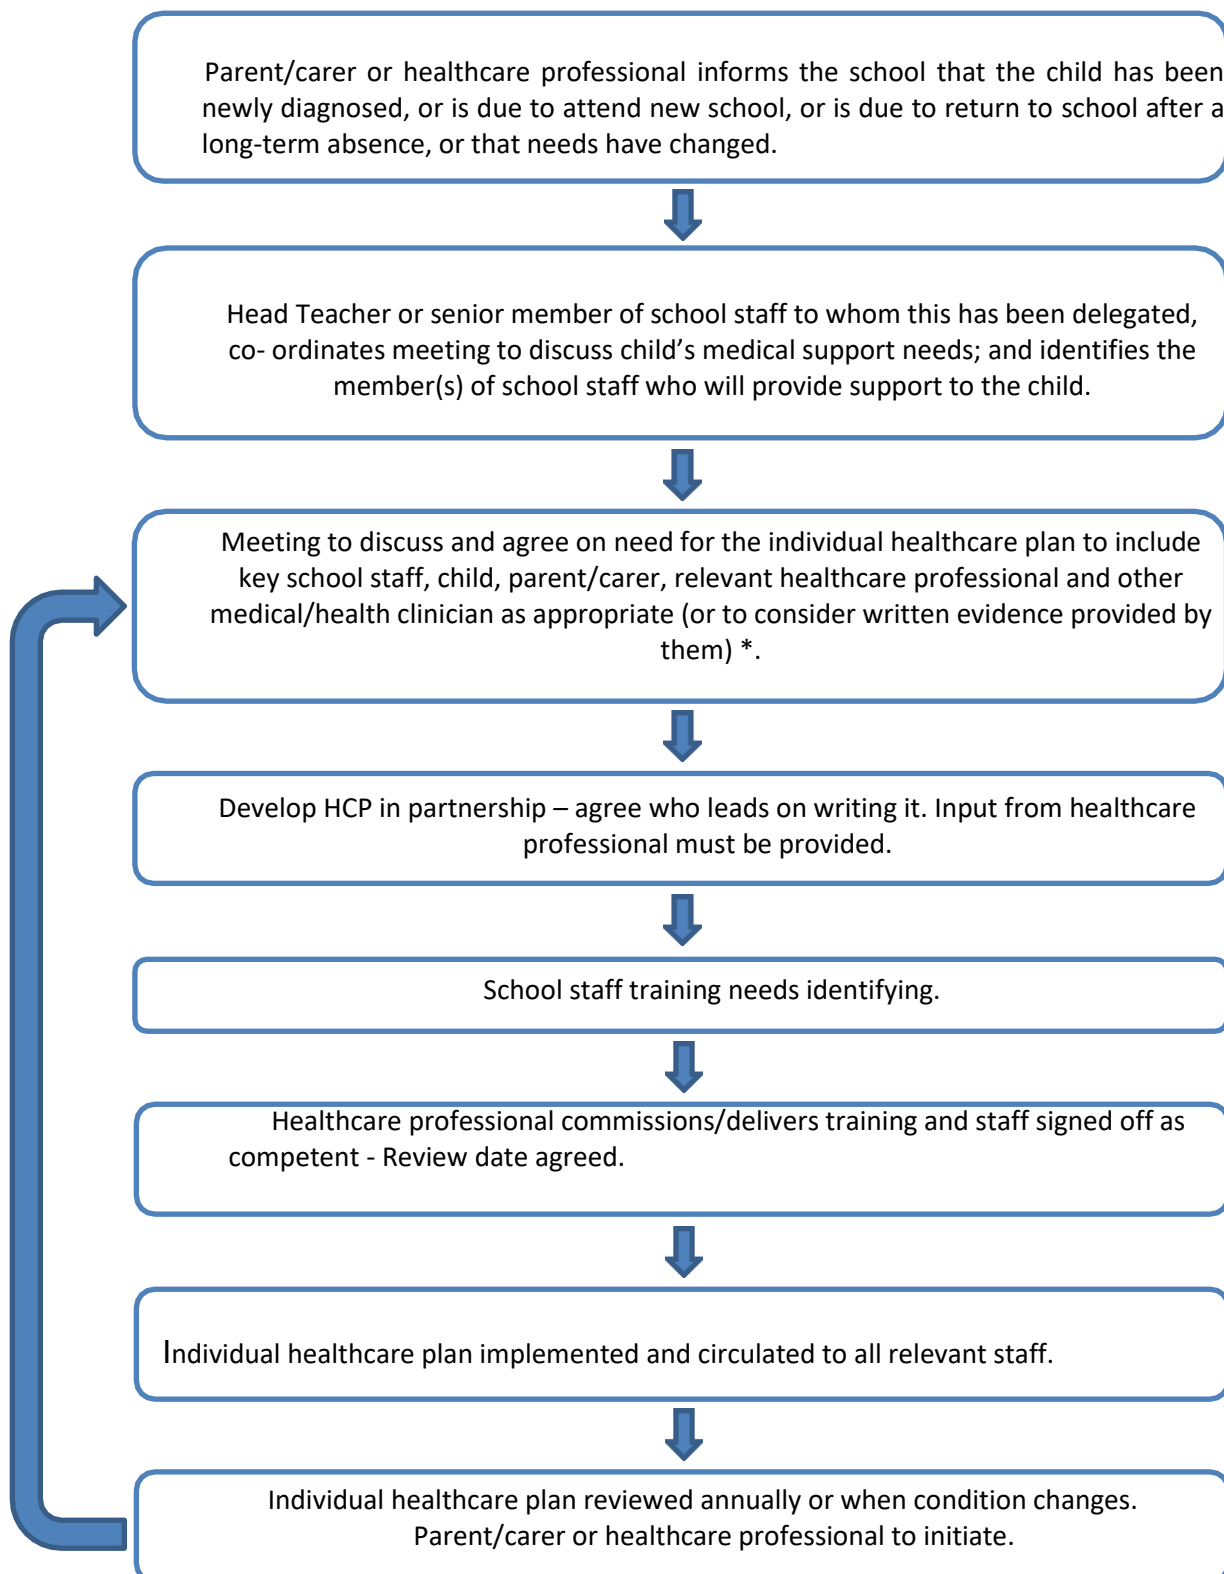 Parent/carer or healthcare professional informs the school that the child has been
newly diagnosed, or is due to attend new school, or is due to return to school after a
long-term absence, or that needs have changed.
Head Teacher or senior member of school staff to whom this has been delegated,
co- ordinates meeting to discuss child’s medical support needs; and identifies the
member(s) of school staff who will provide support to the child.
Meeting to discuss and agree on need for the individual healthcare plan to include
key school staff, child, parent/carer, relevant healthcare professional and other
medical/health clinician as appropriate (or to consider written evidence provided by
them) *.
Develop HCP in partnership – agree who leads on writing it. Input from healthcare
professional must be provided.
School staff training needs identifying.
Healthcare professional commissions/delivers training and staff signed off as
competent - Review date agreed.
Individual healthcare plan implemented and circulated to all relevant staff.
Individual healthcare plan reviewed annually or when condition changes.
Parent/carer or healthcare professional to initiate.